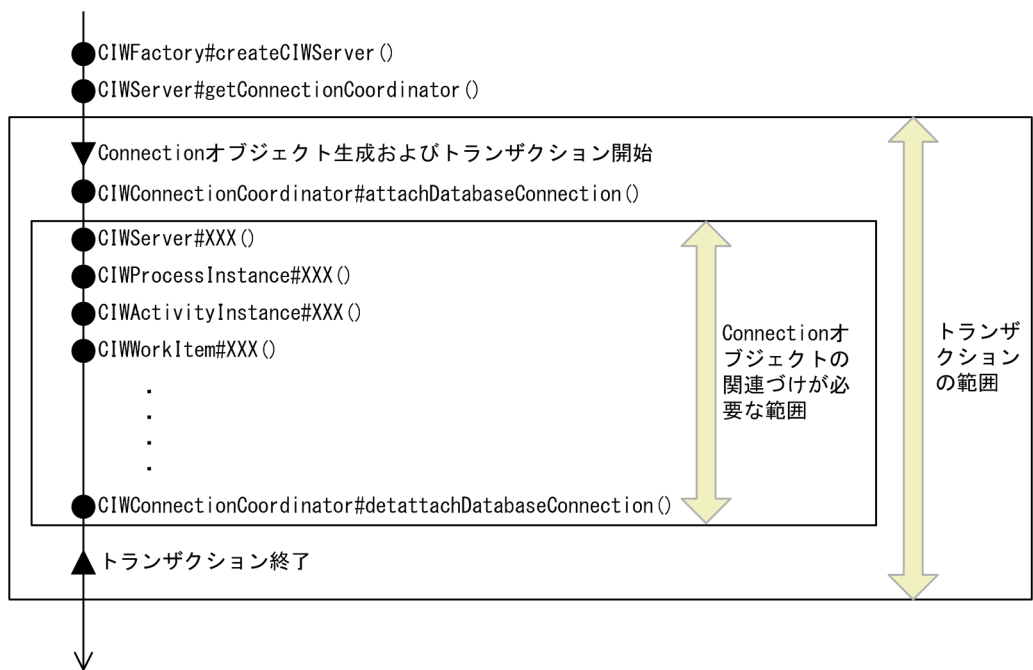 CIWFactory#createCIWServer()
CIWServer#getConnectionCoordinator()
Connectionオブジェクト生成およびトランザクション開始
CIWConnectionCoordinator#attachDatabaseConnection()
CIWServer#XXX()
CIWProcessInstance#XXX()
CIWActivityInstance#XXX()
CIWWorkItem#XXX()
・
・
・
・
CIWConnectionCoordinator#detattachDatabaseConnection()
トランザクション終了
Connectionオ
ブジェクトの
関連づけが必
要な範囲
トランザ
クション
の範囲